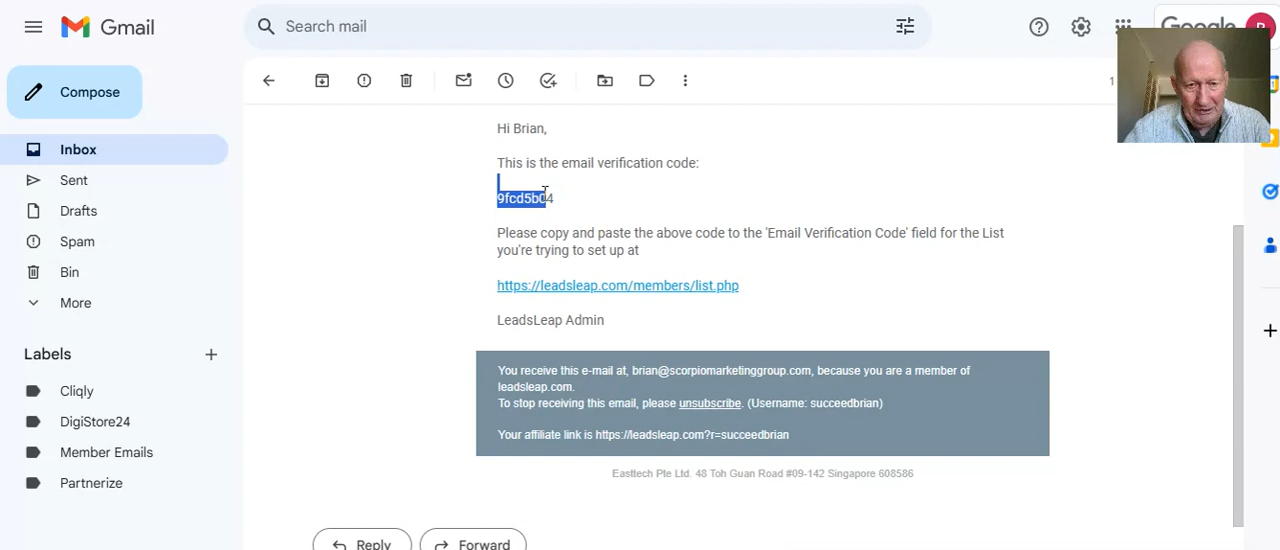 Gmail
Search mail
Google
Compose
Inbox
Sent
Drafts
Spam
Bin
More
Labels
Cliqly
DigiStore24
Member Emails
Partnerize
1
Hi Brian,
This is the email verification code:
9fcd5b04
Please copy and paste the above code to the 'Email Verification Code' field for the List
you're trying to set up at
https://leadsleap.com/members/list.php
LeadsLeap Admin
You receive this e-mail at, brian@scorpiomarketinggroup.com, because you are a member of
leadsleap.com.
To stop receiving this email, please unsubscribe. (Username: succeedbrian)
Your affiliate link is https://leadsleap.com?r=succeedbrian
Easttech Pte Ltd. 48 Toh Guan Road #09-142 Singapore 608586
Reply
Forward